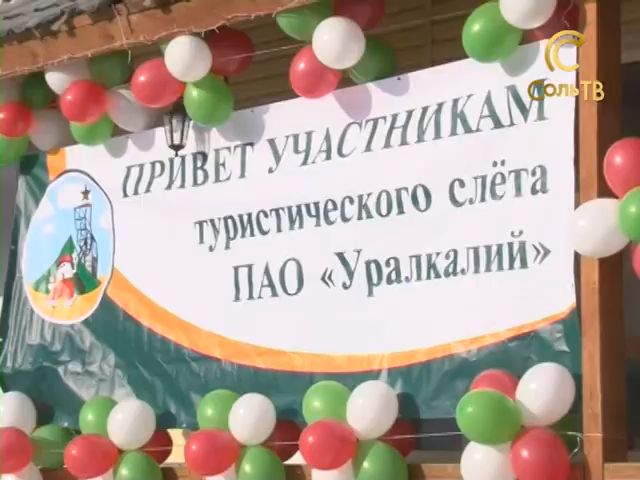 СольТВ
ПРИВЕТ УЧАСТНИКАМ
туристического слёта
ПАО «Уралкалий»